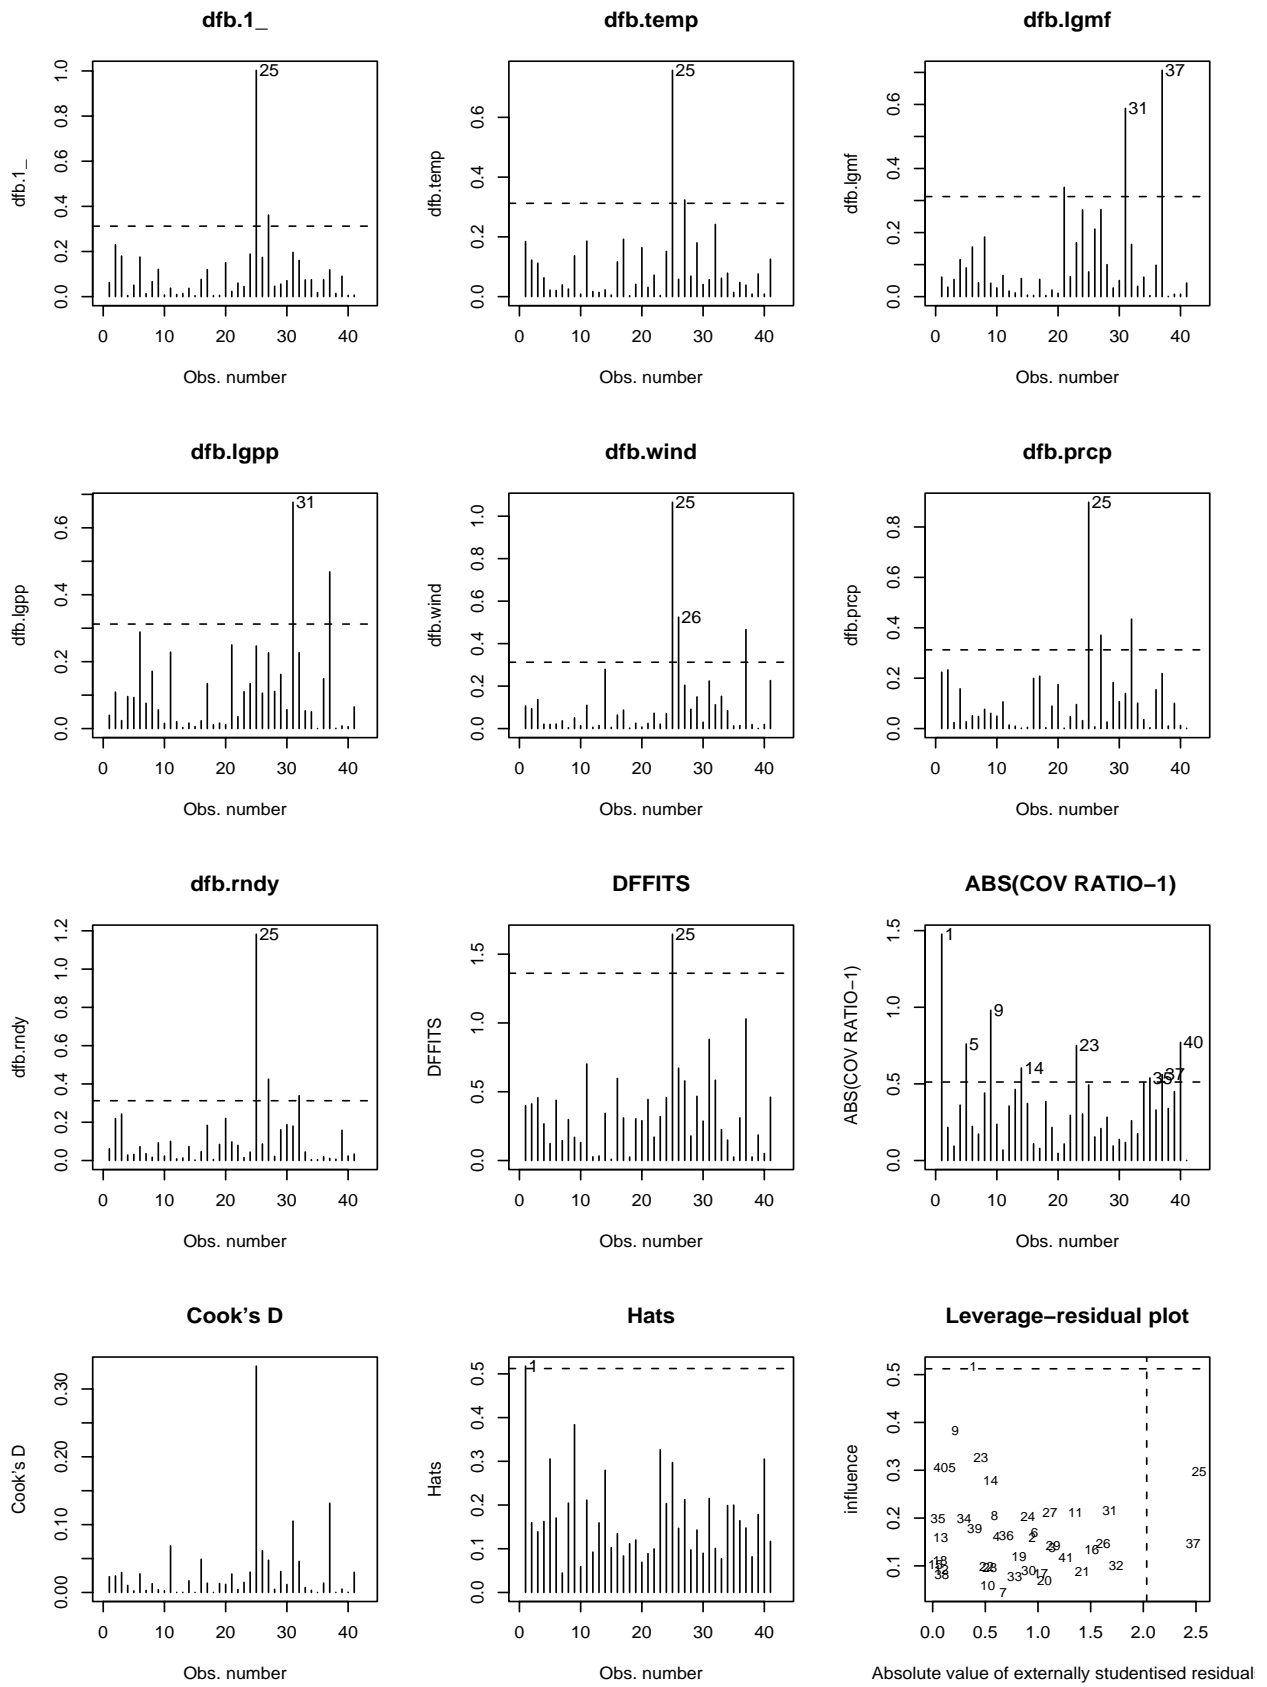 dfb.1_
dfb.1_
0.0 0.2 0.4 0.6 0.8 1.0
25
0 10 20 30 40
Obs. number
dfb.temp
dfb.temp
0.0 0.2 0.4 0.6
25
0 10 20 30 40
Obs. number
dfb.lgmf
dfb.lgmf
0.0 0.2 0.4 0.6
37
31
0 10 20 30 40
Obs. number
dfb.lgpp
dfb.lgpp
0.0 0.2 0.4 0.6
31
0 10 20 30 40
Obs. number
dfb.wind
dfb.wind
0.0 0.2 0.4 0.6 0.8 1.0
25
26
0 10 20 30 40
Obs. number
dfb.prcp
dfb.prcp
0.0 0.2 0.4 0.6 0.8
25
0 10 20 30 40
Obs. number
dfb.rndy
dfb.rndy
0.0 0.2 0.4 0.6 0.8 1.0 1.2
25
0 10 20 30 40
Obs. number
DFFITS
DFFITS
0.0 0.5 1.0 1.5
25
0 10 20 30 40
Obs. number
ABS(COV RATIO−1)
ABS(COV RATIO−1)
0.0 0.5 1.0 1.5
1
9
5
23
40
14
35
37
0 10 20 30 40
Obs. number
Cook’s D
Cook’s D
0.00 0.10 0.20 0.30
0 10 20 30 40
Obs. number
Hats
Hats
0.0 0.1 0.2 0.3 0.4 0.5
1
0 10 20 30 40
Obs. number
Leverage−residual plot
influence
0.1 0.2 0.3 0.4 0.5
1
9
23
405
25
14
8
27
11
31
35
34
24
39
13
4
36
6
2
37
29
26
16
19
41
18
22
28
32
30
21
17
38
33
20
10
7
0.0 0.5 1.0 1.5 2.0 2.5
Absolute value of externally studentised residual